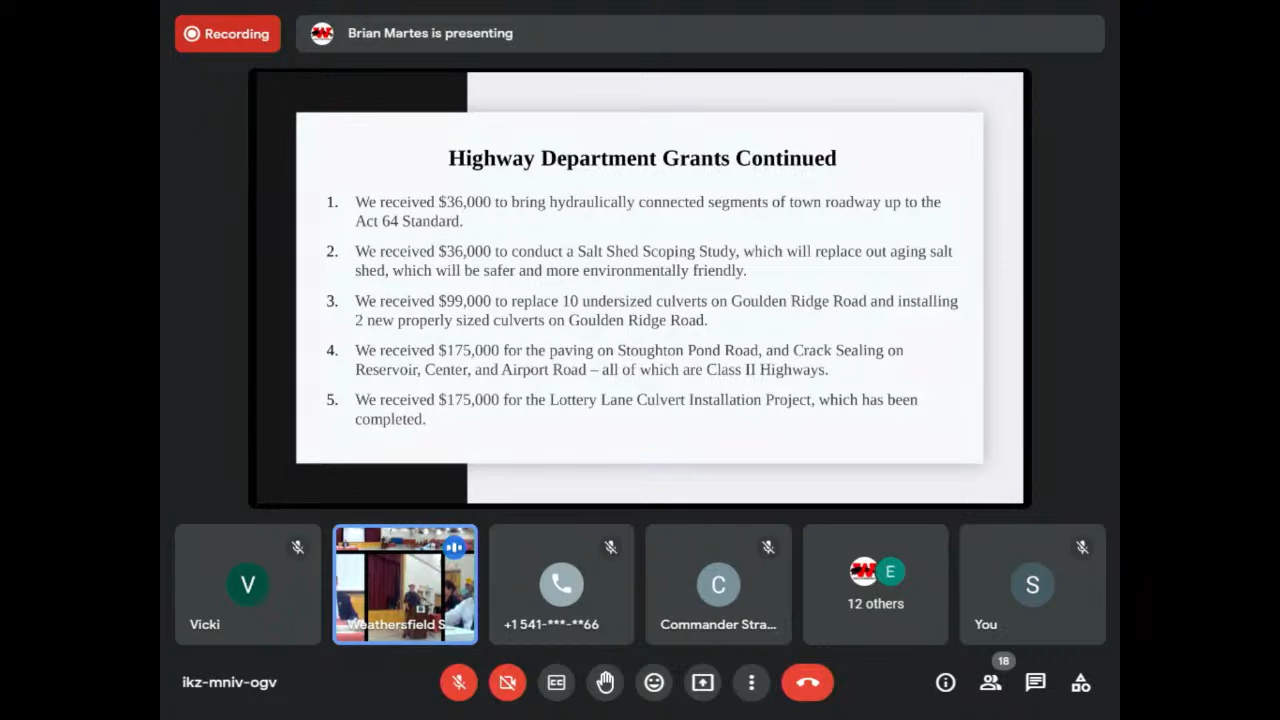 Recording
Brian Martes is presenting
Highway Department Grants Continued
1. We received $36,000 to bring hydraulically connected segments of town roadway up to the
Act 64 Standard.
2. We received $36,000 to conduct a Salt Shed Scoping Study, which will replace out aging salt
shed, which will be safer and more environmentally friendly.
3. We received $99,000 to replace 10 undersized culverts on Goulden Ridge Road and installing
2 new properly sized culverts on Goulden Ridge Road.
4. We received $175,000 for the paving on Stoughton Pond Road, and Crack Sealing on
Reservoir, Center, and Airport Road – all of which are Class II Highways.
5. We received $175,000 for the Lottery Lane Culvert Installation Project, which has been
completed.
V
C
E
S
12 others
Vicki
Weathersfield S
+1 541-***-**66
Commander Stra...
You
18
ikz-mniv-ogv
CC